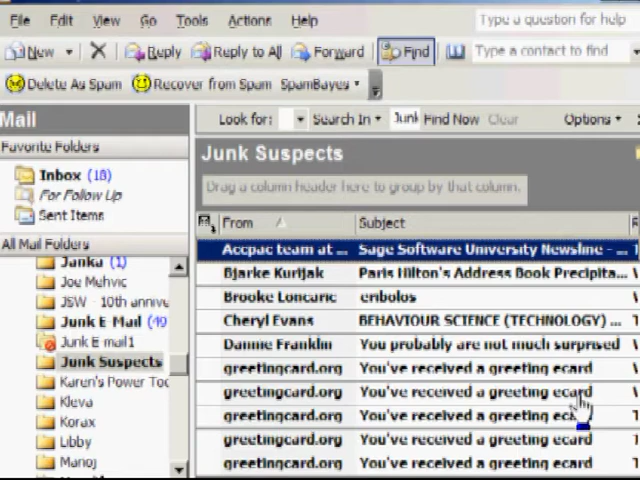 File Edit View Go Tools Actions Help Type a question for help
New Reply Reply to All Forward Find Type a contact to find
Delete As Spam Recover from Spam SpamBayes
Mail Look for: Search In Junk Find Now Clear Options
Favorite Folders
Junk Suspects
Inbox (18)
Drag a column header here to group by that column.
For Follow Up
Sent Items
From Subject R
All Mail Folders
Accpac team at ... Sage Software University Newsline - ...
Janka (1)
Bjarke Kurijak Paris Hilton's Address Book Precipita...
Joe Mehvic
Brooke Loncaric eribolos
JSW - 10th annive
Cheryl Evans BEHAVIOUR SCIENCE (TECHNOLOGY) ...
Junk E-Mail (49
Junk E-mail1
Dannie Franklin You probably are not much surprised
Junk Suspects
greetingcard.org You've received a greeting ecard
Karen's Power Too
greetingcard.org You've received a greeting ecard
Kleva
greetingcard.org You've received a greeting ecard
Korax
greetingcard.org You've received a greeting ecard
Libby
greetingcard.org You've received a greeting ecard
Manoj